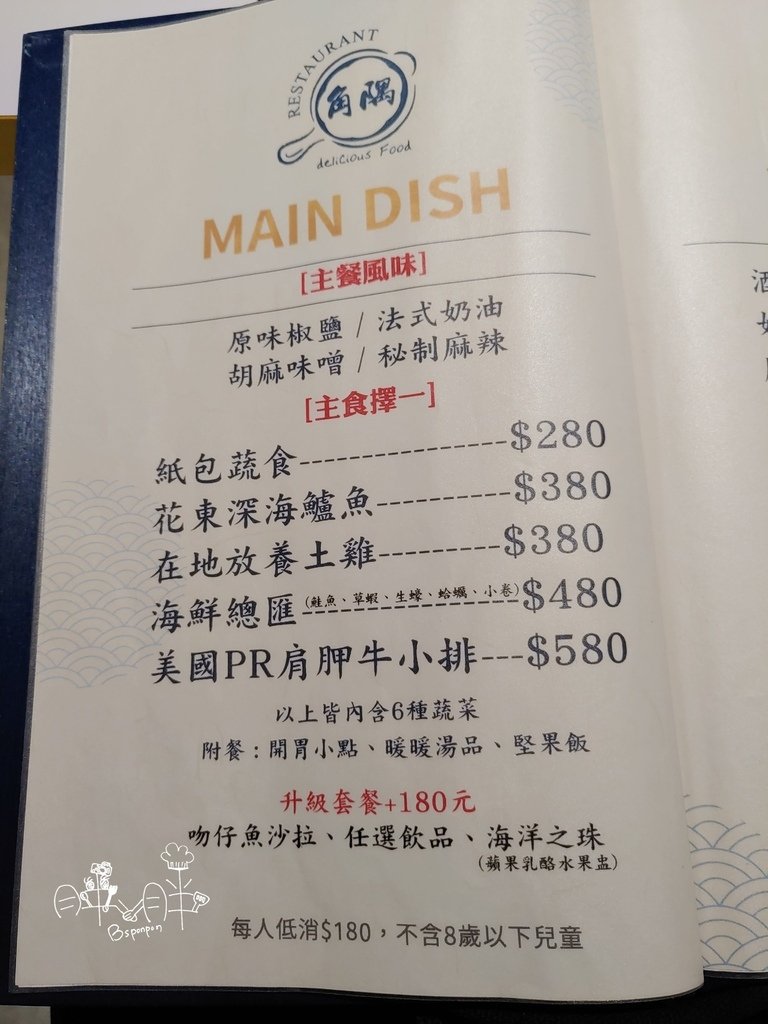 RESTAURANT
角隅
deliCious Food
MAIN DISH
[主餐風味]
原味椒鹽 / 法式奶油
胡麻味噌 / 秘制麻辣
[主食擇一]
紙包蔬食----------------$280
花東深海鱸魚----------$380
在地放養土雞---------$380
海鮮總匯(鮭魚、草蝦、生蠔、蛤蠣、小卷)$480
美國PR肩胛牛小排---$580
以上皆內含6種蔬菜
附餐：開胃小點、暖暖湯品、堅果飯
升級套餐+180元
吻仔魚沙拉、任選飲品、海洋之珠
(蘋果乳酪水果盅)
每人低消$180，不含8歲以下兒童
Bsponpon
酒